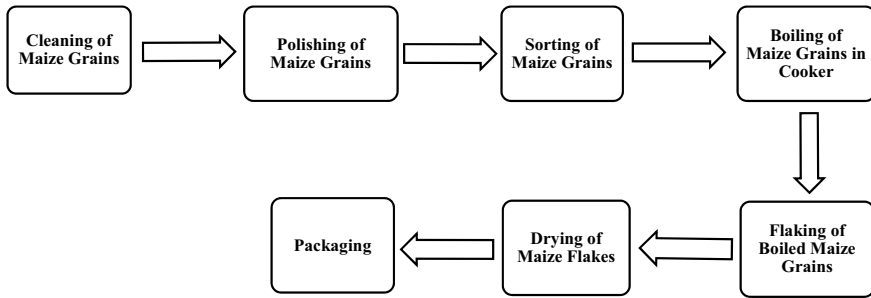 Cleaning of
Maize Grains
Polishing of
Maize Grains
Sorting of
Maize Grains
Boiling of
Maize Grains in
Cooker
Flaking of
Boiled Maize
Grains
Drying of
Maize Flakes
Packaging